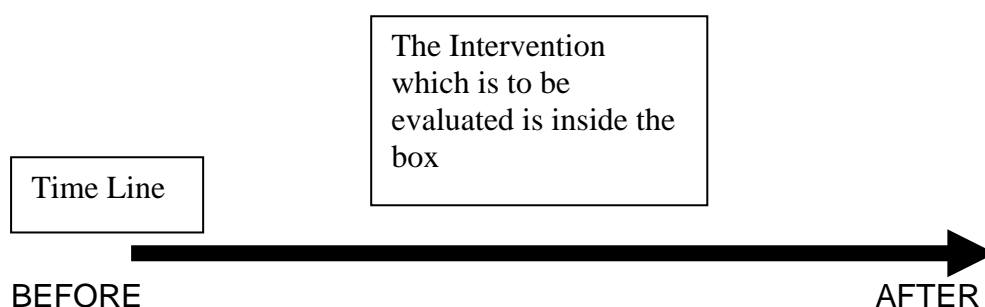 The Intervention
which is to be
evaluated is inside the
box
Time Line
BEFORE
AFTER